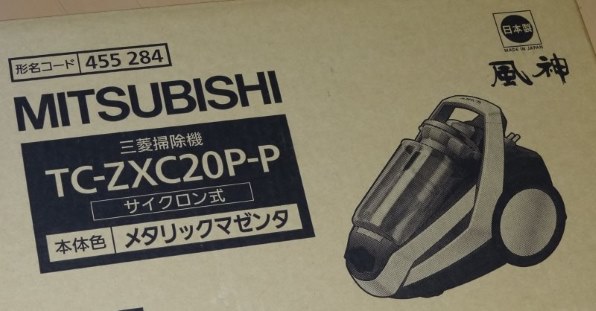 形名コード 455 284
MITSUBISHI
三菱掃除機
TC-ZXC20P-P
サイクロン式
本体色 メタリックマゼンタ
日本製
MADE IN JAPAN
風神